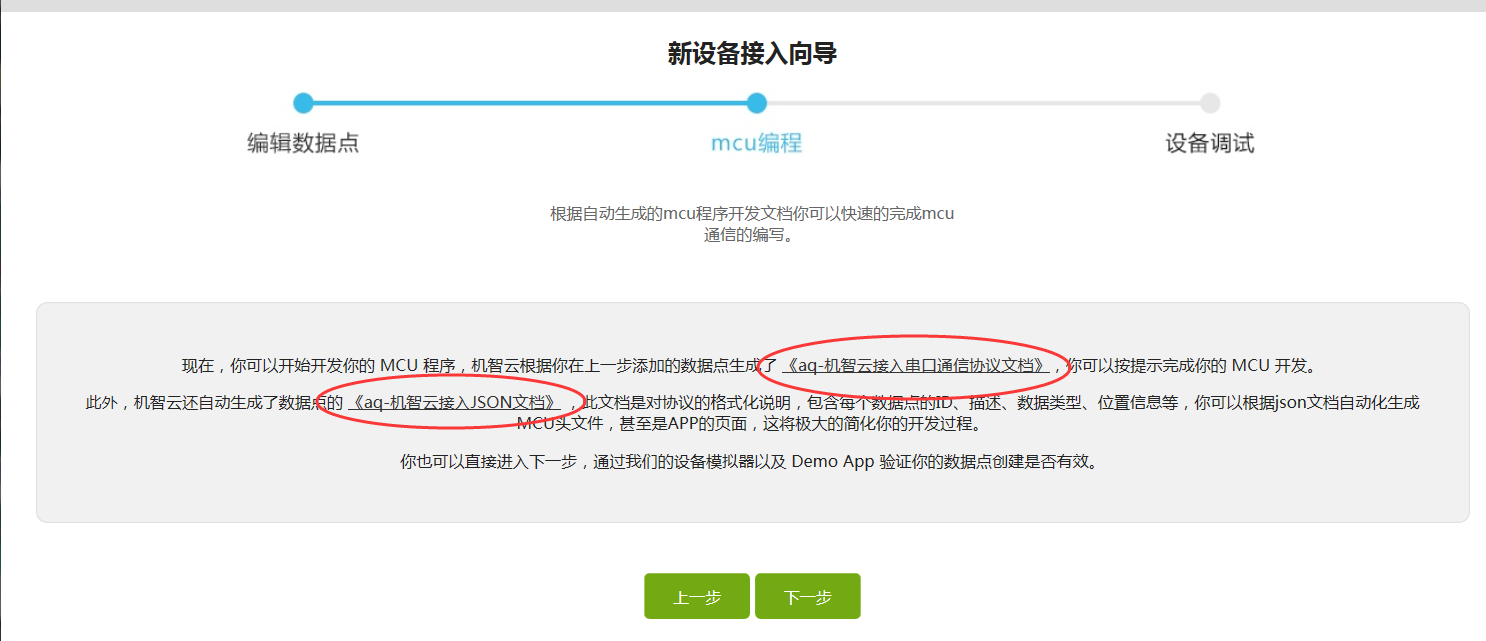 新设备接入向导
编辑数据点
mcu编程
设备调试
根据自动生成的mcu程序开发文档你可以快速的完成mcu
通信的编写。
现在，你可以开始开发你的 MCU 程序，机智云根据你在上一步添加的数据点生成了《aq-机智云接入串口通信协议文档》，你可以按提示完成你的 MCU 开发。
此外，机智云还自动生成了数据点的《aq-机智云接入JSON文档》，此文档是对协议的格式化说明，包含每个数据点的ID、描述、数据类型、位置信息等，你可以根据json文档自动化生成
MCU头文件，甚至是APP的页面，这将极大的简化你的开发过程。
你也可以直接进入下一步，通过我们的设备模拟器以及 Demo App 验证你的数据点创建是否有效。
上一步
下一步